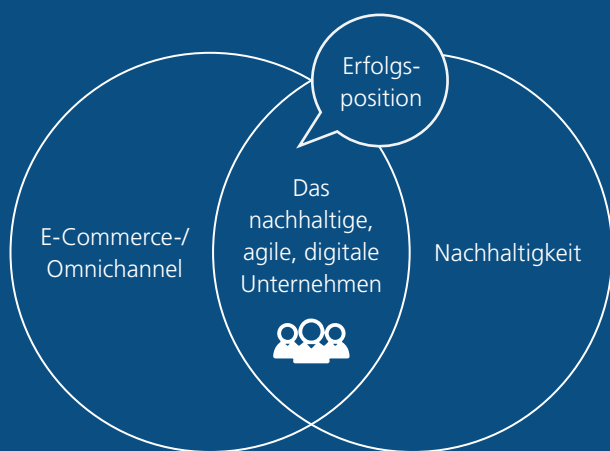 Erfolgs-
position
E-Commerce-/
Omnichannel
Das
nachhaltige,
agile, digitale
Unternehmen
Nachhaltigkeit